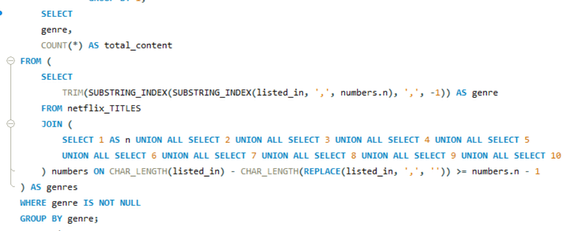 SELECT
genre,
COUNT(*) AS total_content
FROM (
SELECT
TRIM(SUBSTRING_INDEX(SUBSTRING_INDEX(listed_in, ',', numbers.n), ',', -1)) AS genre
FROM netflix_TITLES
JOIN (
SELECT 1 AS n UNION ALL SELECT 2 UNION ALL SELECT 3 UNION ALL SELECT 4 UNION ALL SELECT 5
UNION ALL SELECT 6 UNION ALL SELECT 7 UNION ALL SELECT 8 UNION ALL SELECT 9 UNION ALL SELECT 10
) numbers ON CHAR_LENGTH(listed_in) - CHAR_LENGTH(REPLACE(listed_in, ',', '')) >= numbers.n - 1
) AS genres
WHERE genre IS NOT NULL
GROUP BY genre;